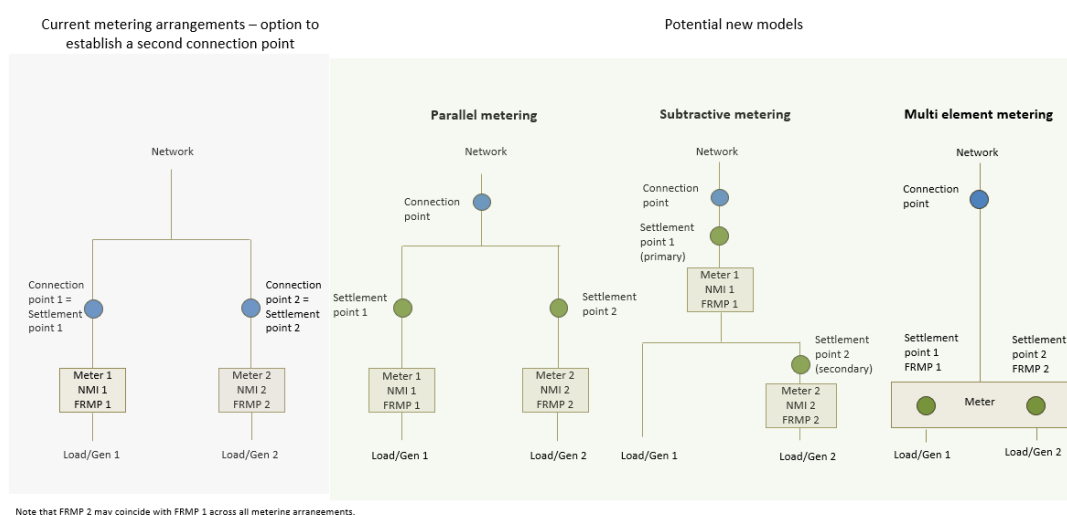 Current metering arrangements – option to
establish a second connection point
Potential new models
Parallel metering
Subtractive metering
Multi element metering
Network
Network
Network
Network
Connection
point
Connection
point
Connection
point
Settlement
point 1
(primary)
Meter 1
NMI 1
FRMP 1
Connection
point 1 =
Settlement
point 1
Connection
point 2 =
Settlement
point 2
Settlement
point 1
Settlement
point 2
Settlement
point 2
(secondary)
Settlement
point 1
FRMP 1
Settlement
point 2
FRMP 2
Meter 1
NMI 1
FRMP 1
Meter 2
NMI 2
FRMP 2
Meter 1
NMI 1
FRMP 1
Meter 2
NMI 2
FRMP 2
Meter 2
NMI 2
FRMP 2
Meter
Load/Gen 1
Load/Gen 2
Load/Gen 1
Load/Gen 2
Load/Gen 1
Load/Gen 2
Load/Gen 1
Load/Gen 2
Note that FRMP 2 may coincide with FRMP 1 across all metering arrangements.